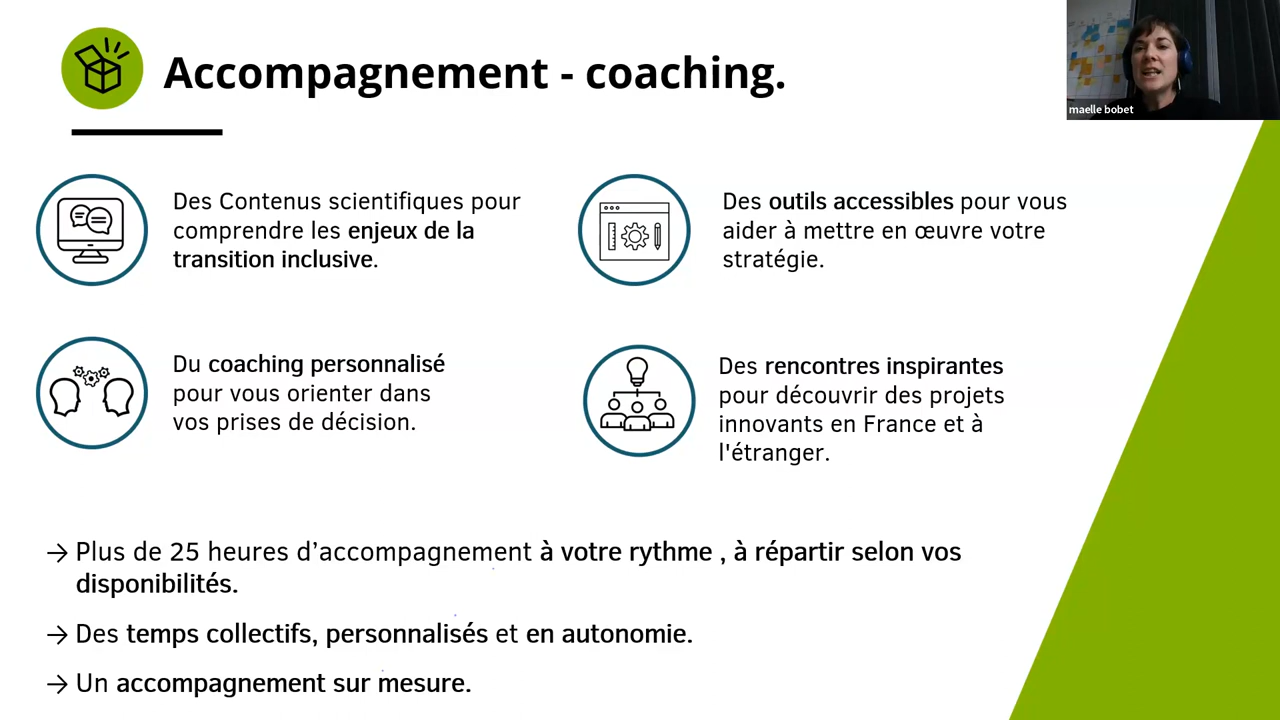 Accompagnement - coaching.
maelle bobet
Des Contenus scientifiques pour
comprendre les enjeux de la
transition inclusive.
Des outils accessibles pour vous
aider à mettre en œuvre votre
stratégie.
Du coaching personnalisé
pour vous orienter dans
vos prises de décision.
Des rencontres inspirantes
pour découvrir des projets
innovants en France et à
l'étranger.
→ Plus de 25 heures d’accompagnement à votre rythme , à répartir selon vos
disponibilités.
→ Des temps collectifs, personnalisés et en autonomie.
→ Un accompagnement sur mesure.